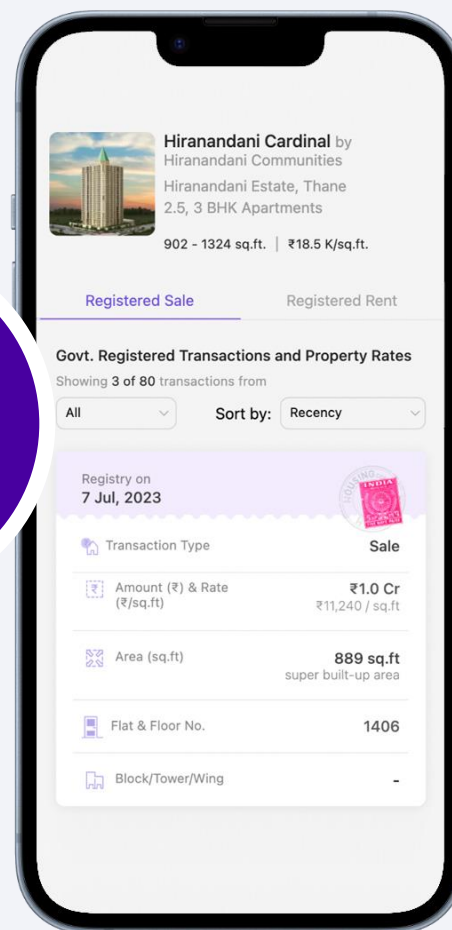 Hiranandani Cardinal by
Hiranandani Communities
Hiranandani Estate, Thane
2.5, 3 BHK Apartments
902 - 1324 sq.ft. | ₹18.5 K/sq.ft.
Registered Sale Registered Rent
Govt. Registered Transactions and Property Rates
Showing 3 of 80 transactions from
All Sort by: Recency
Registry on
7 Jul, 2023
HOUSING
INDIA
Transaction Type Sale
Amount (₹) & Rate ₹1.0 Cr
(₹/sq.ft) ₹11,240 / sq.ft
Area (sq.ft) 889 sq.ft
super built-up area
Flat & Floor No. 1406
Block/Tower/Wing -